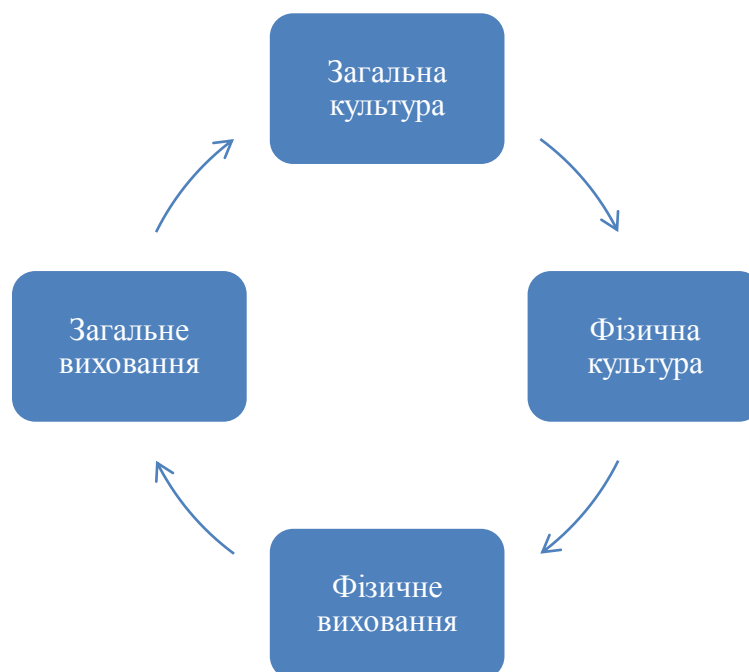 Загальна
культура
Фізична
культура
Фізичне
виховання
Загальне
виховання